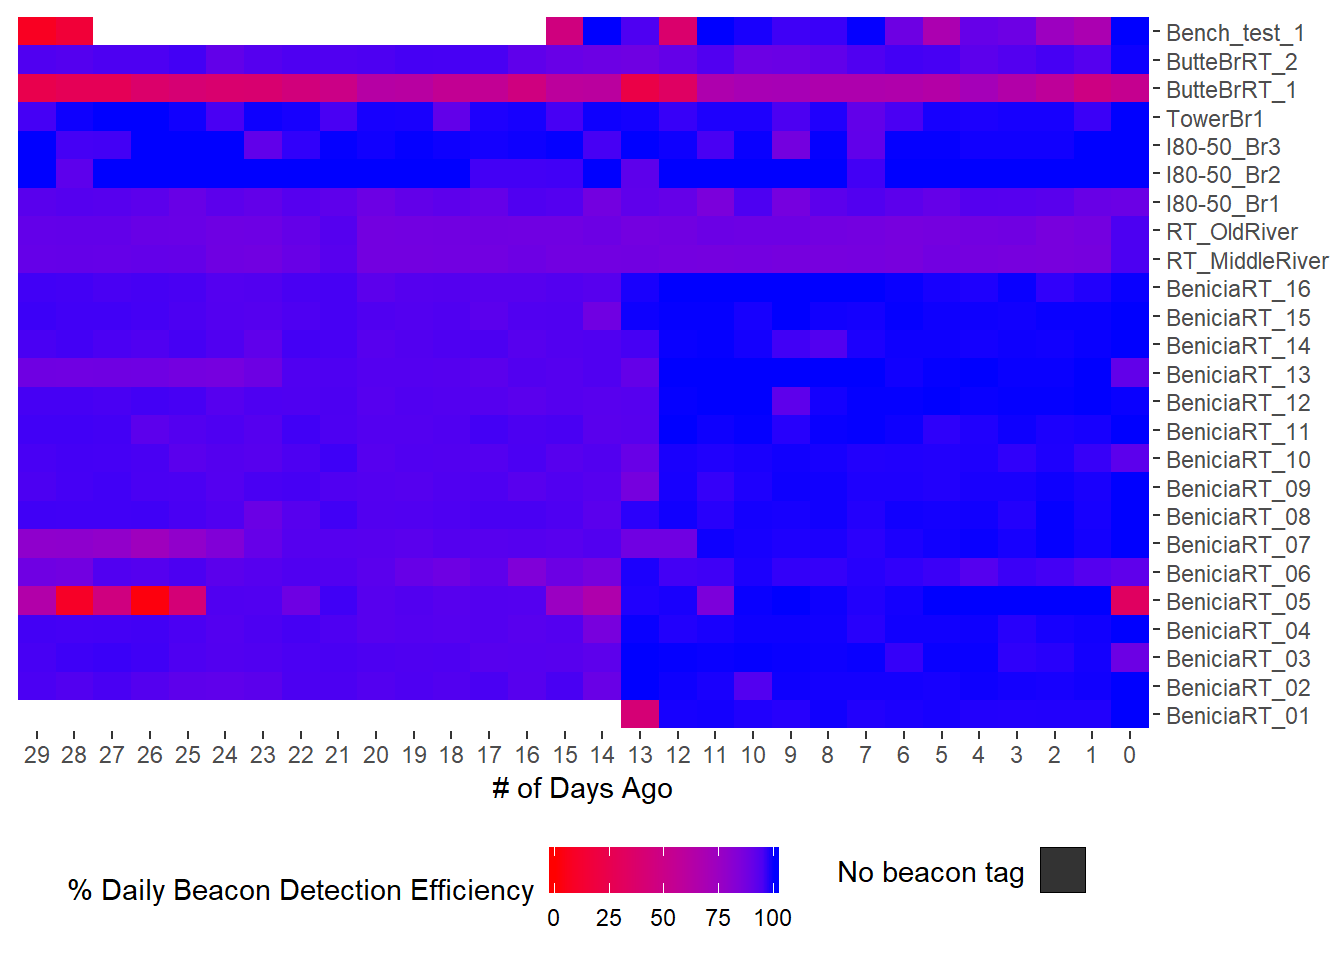 Bench_test_1
ButteBrRT_2
ButteBrRT_1
TowerBr1
I80-50_Br3
I80-50_Br2
I80-50_Br1
RT_OldRiver
RT_MiddleRiver
BeniciaRT_16
BeniciaRT_15
BeniciaRT_14
BeniciaRT_13
BeniciaRT_12
BeniciaRT_11
BeniciaRT_10
BeniciaRT_09
BeniciaRT_08
BeniciaRT_07
BeniciaRT_06
BeniciaRT_05
BeniciaRT_04
BeniciaRT_03
BeniciaRT_02
BeniciaRT_01
29 28 27 26 25 24 23 22 21 20 19 18 17 16 15 14 13 12 11 10 9 8 7 6 5 4 3 2 1 0
# of Days Ago
% Daily Beacon Detection Efficiency
0 25 50 75 100
No beacon tag